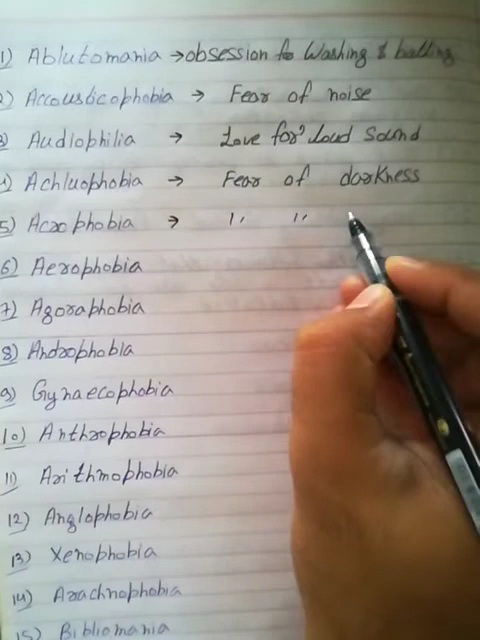 1) Ablutomania → obsession for Washing & bathing
2) Accousticophobia → Fear of noise
3) Audiophilia → Love for loud sound
4) Achluophobia → Fear of darkness
5) Acrophobia → '' ''
6) Aerophobia
7) Agoraphobia
8) Androphobia
9) Gynaecophobia
10) Anthrophobia
11) Arithmophobia
12) Anglophobia
13) Xenophobia
14) Arachnophobia
15) Bibliomania